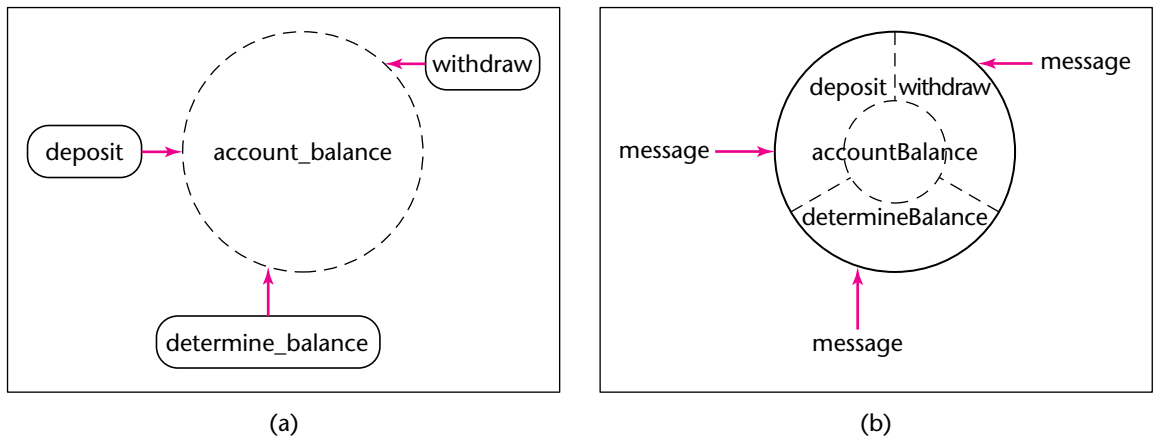 withdraw
deposit
account_balance
determine_balance
(a)
message
deposit
withdraw
message
accountBalance
determineBalance
message
(b)